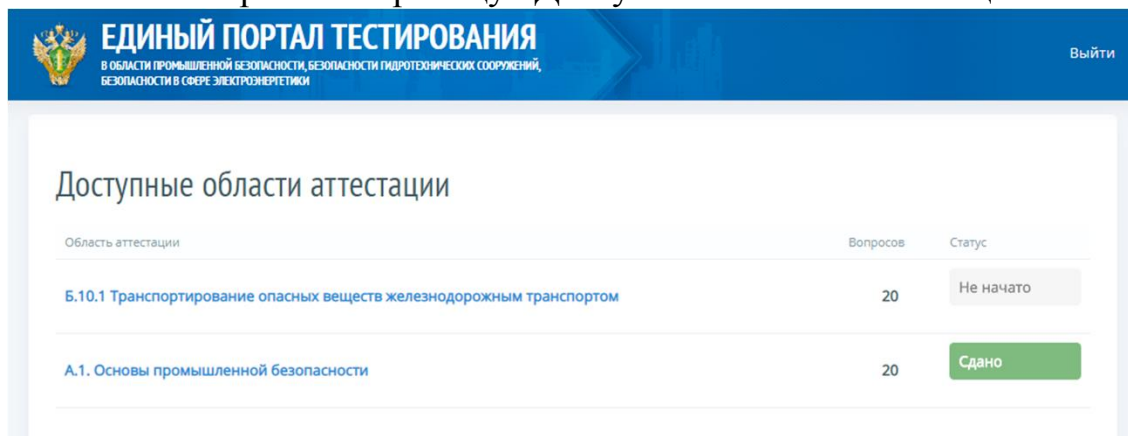 ЕДИНЫЙ ПОРТАЛ ТЕСТИРОВАНИЯ
В ОБЛАСТИ ПРОМЫШЛЕННОЙ БЕЗОПАСНОСТИ, БЕЗОПАСНОСТИ ГИДРОТЕХНИЧЕСКИХ СООРУЖЕНИЙ,
БЕЗОПАСНОСТИ В СФЕРЕ ЭЛЕКТРОЭНЕРГЕТИКИ
Выйти
Доступные области аттестации
Область аттестации Вопросов Статус
Б.10.1 Транспортирование опасных веществ железнодорожным транспортом 20 Не начато
А.1. Основы промышленной безопасности 20 Сдано